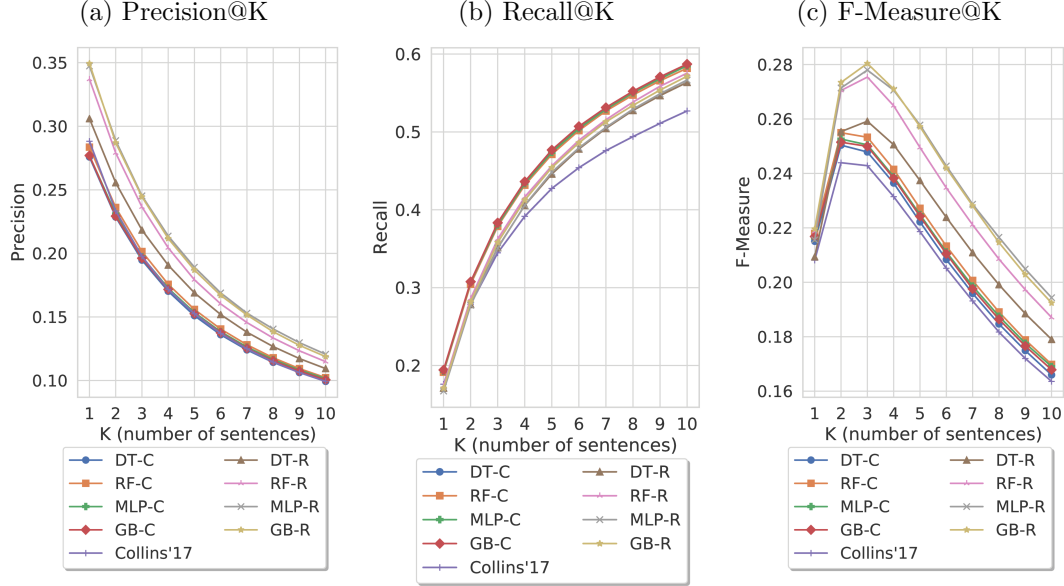 (a) Precision@K
0.35
0.30
0.25
0.20
0.15
0.10
Precision
1 2 3 4 5 6 7 8 9 10
K (number of sentences)
DT-C DT-R
RF-C RF-R
MLP-C MLP-R
GB-C GB-R
Collins'17
(b) Recall@K
0.6
0.5
0.4
0.3
0.2
Recall
1 2 3 4 5 6 7 8 9 10
K (number of sentences)
DT-C DT-R
RF-C RF-R
MLP-C MLP-R
GB-C GB-R
Collins'17
(c) F-Measure@K
0.28
0.26
0.24
0.22
0.20
0.18
0.16
F-Measure
1 2 3 4 5 6 7 8 9 10
K (number of sentences)
DT-C DT-R
RF-C RF-R
MLP-C MLP-R
GB-C GB-R
Collins'17